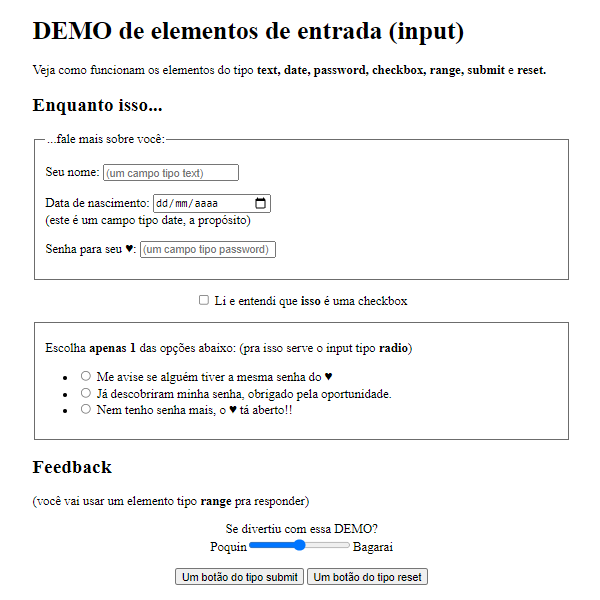 DEMO de elementos de entrada (input)
Veja como funcionam os elementos do tipo text, date, password, checkbox, range, submit e reset.
Enquanto isso...
...fale mais sobre você:
Seu nome: (um campo tipo text)
Data de nascimento: dd/mm/aaaa
(este é um campo tipo date, a propósito)
Senha para seu ♥: (um campo tipo password)
Li e entendi que isso é uma checkbox
Escolha apenas 1 das opções abaixo: (pra isso serve o input tipo radio)
Me avise se alguém tiver a mesma senha do ♥
Já descobriram minha senha, obrigado pela oportunidade.
Nem tenho senha mais, o ♥ tá aberto!!
Feedback
(você vai usar um elemento tipo range pra responder)
Se divertiu com essa DEMO?
Poquin Bagarai
Um botão do tipo submit Um botão do tipo reset